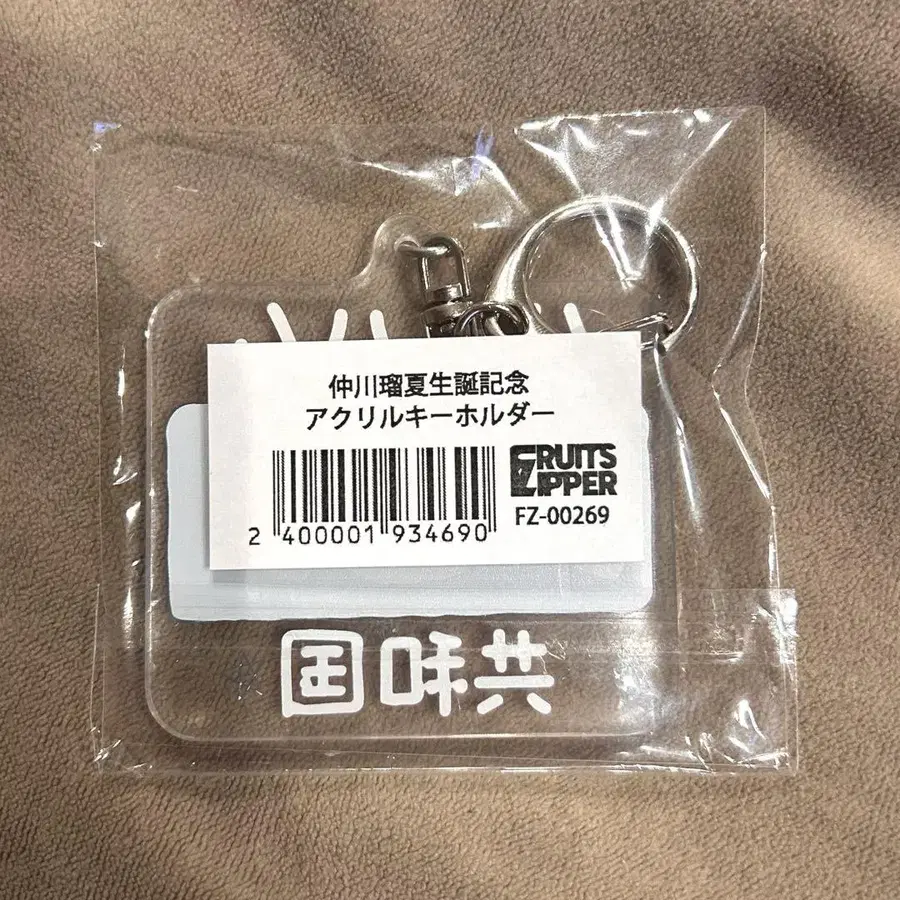 仲川瑠夏生誕記念
アクリルキーホルダー
FRUITS
ZIPPER
2 400001 934690
FZ-00269
共和国